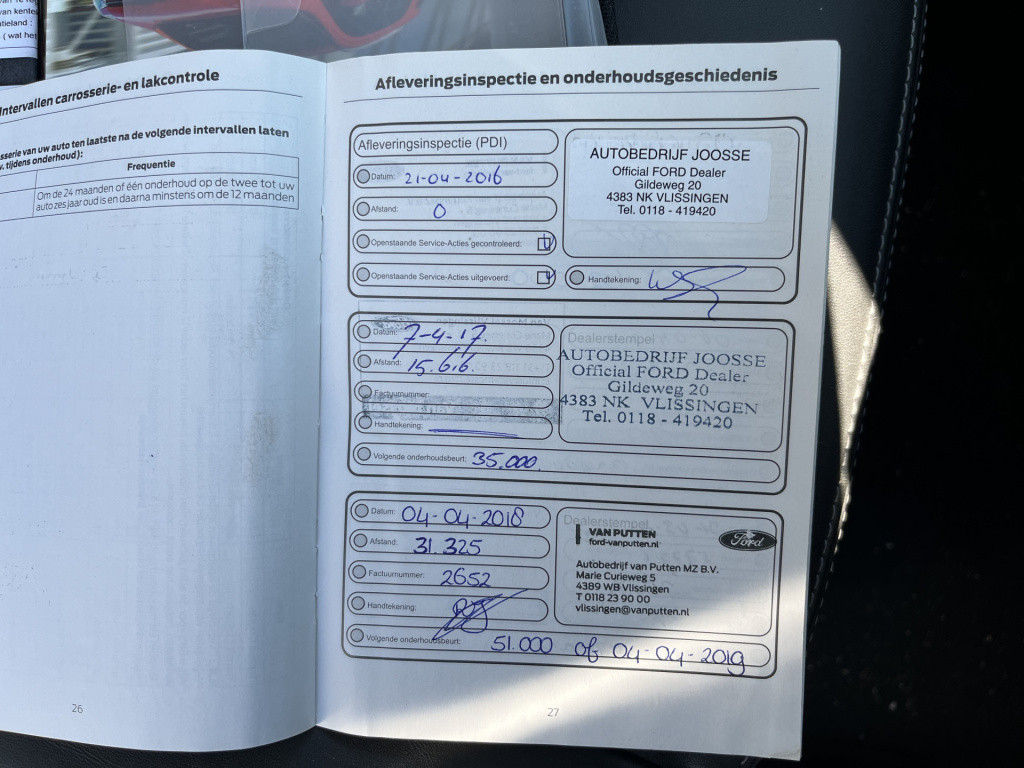 van kente
tieland :
( wat het
Intervallen carrosserie- en lakcontrole
sserie van uw auto ten laatste na de volgende intervallen laten
v. tijdens onderhoud):
Frequentie
Om de 24 maanden of één onderhoud op de twee tot uw
auto zes jaar oud is en daarna minstens om de 12 maanden
26
Afleveringsinspectie en onderhoudsgeschiedenis
Afleveringsinspectie (PDI)
Datum: 21-04-2016
Afstand: 0
Openstaande Service-Acties gecontroleerd:
Openstaande Service-Acties uitgevoerd:
AUTOBEDRIJF JOOSSE
Official FORD Dealer
Gildeweg 20
4383 NK VLISSINGEN
Tel. 0118 - 419420
Handtekening:
Datum: 7-4-17.
Afstand: 15.616.
Factuurnummer:
Handtekening:
Dealerstempel
AUTOBEDRIJF JOOSSE
Official FORD Dealer
Gildeweg 20
4383 NK VLISSINGEN
Tel. 0118 - 419420
Volgende onderhoudsbeurt: 35.000
Datum: 04-04-2018
Afstand: 31.325
Factuurnummer: 2652
Handtekening:
Dealerstempel
VAN PUTTEN
ford-vanputten.nl
Ford
Autobedrijf van Putten MZ B.V.
Marie Curieweg 5
4389 WB Vlissingen
T 0118 23 90 00
vlissingen@vanputten.nl
Volgende onderhoudsbeurt: 51.000 of 04-04-2019
27